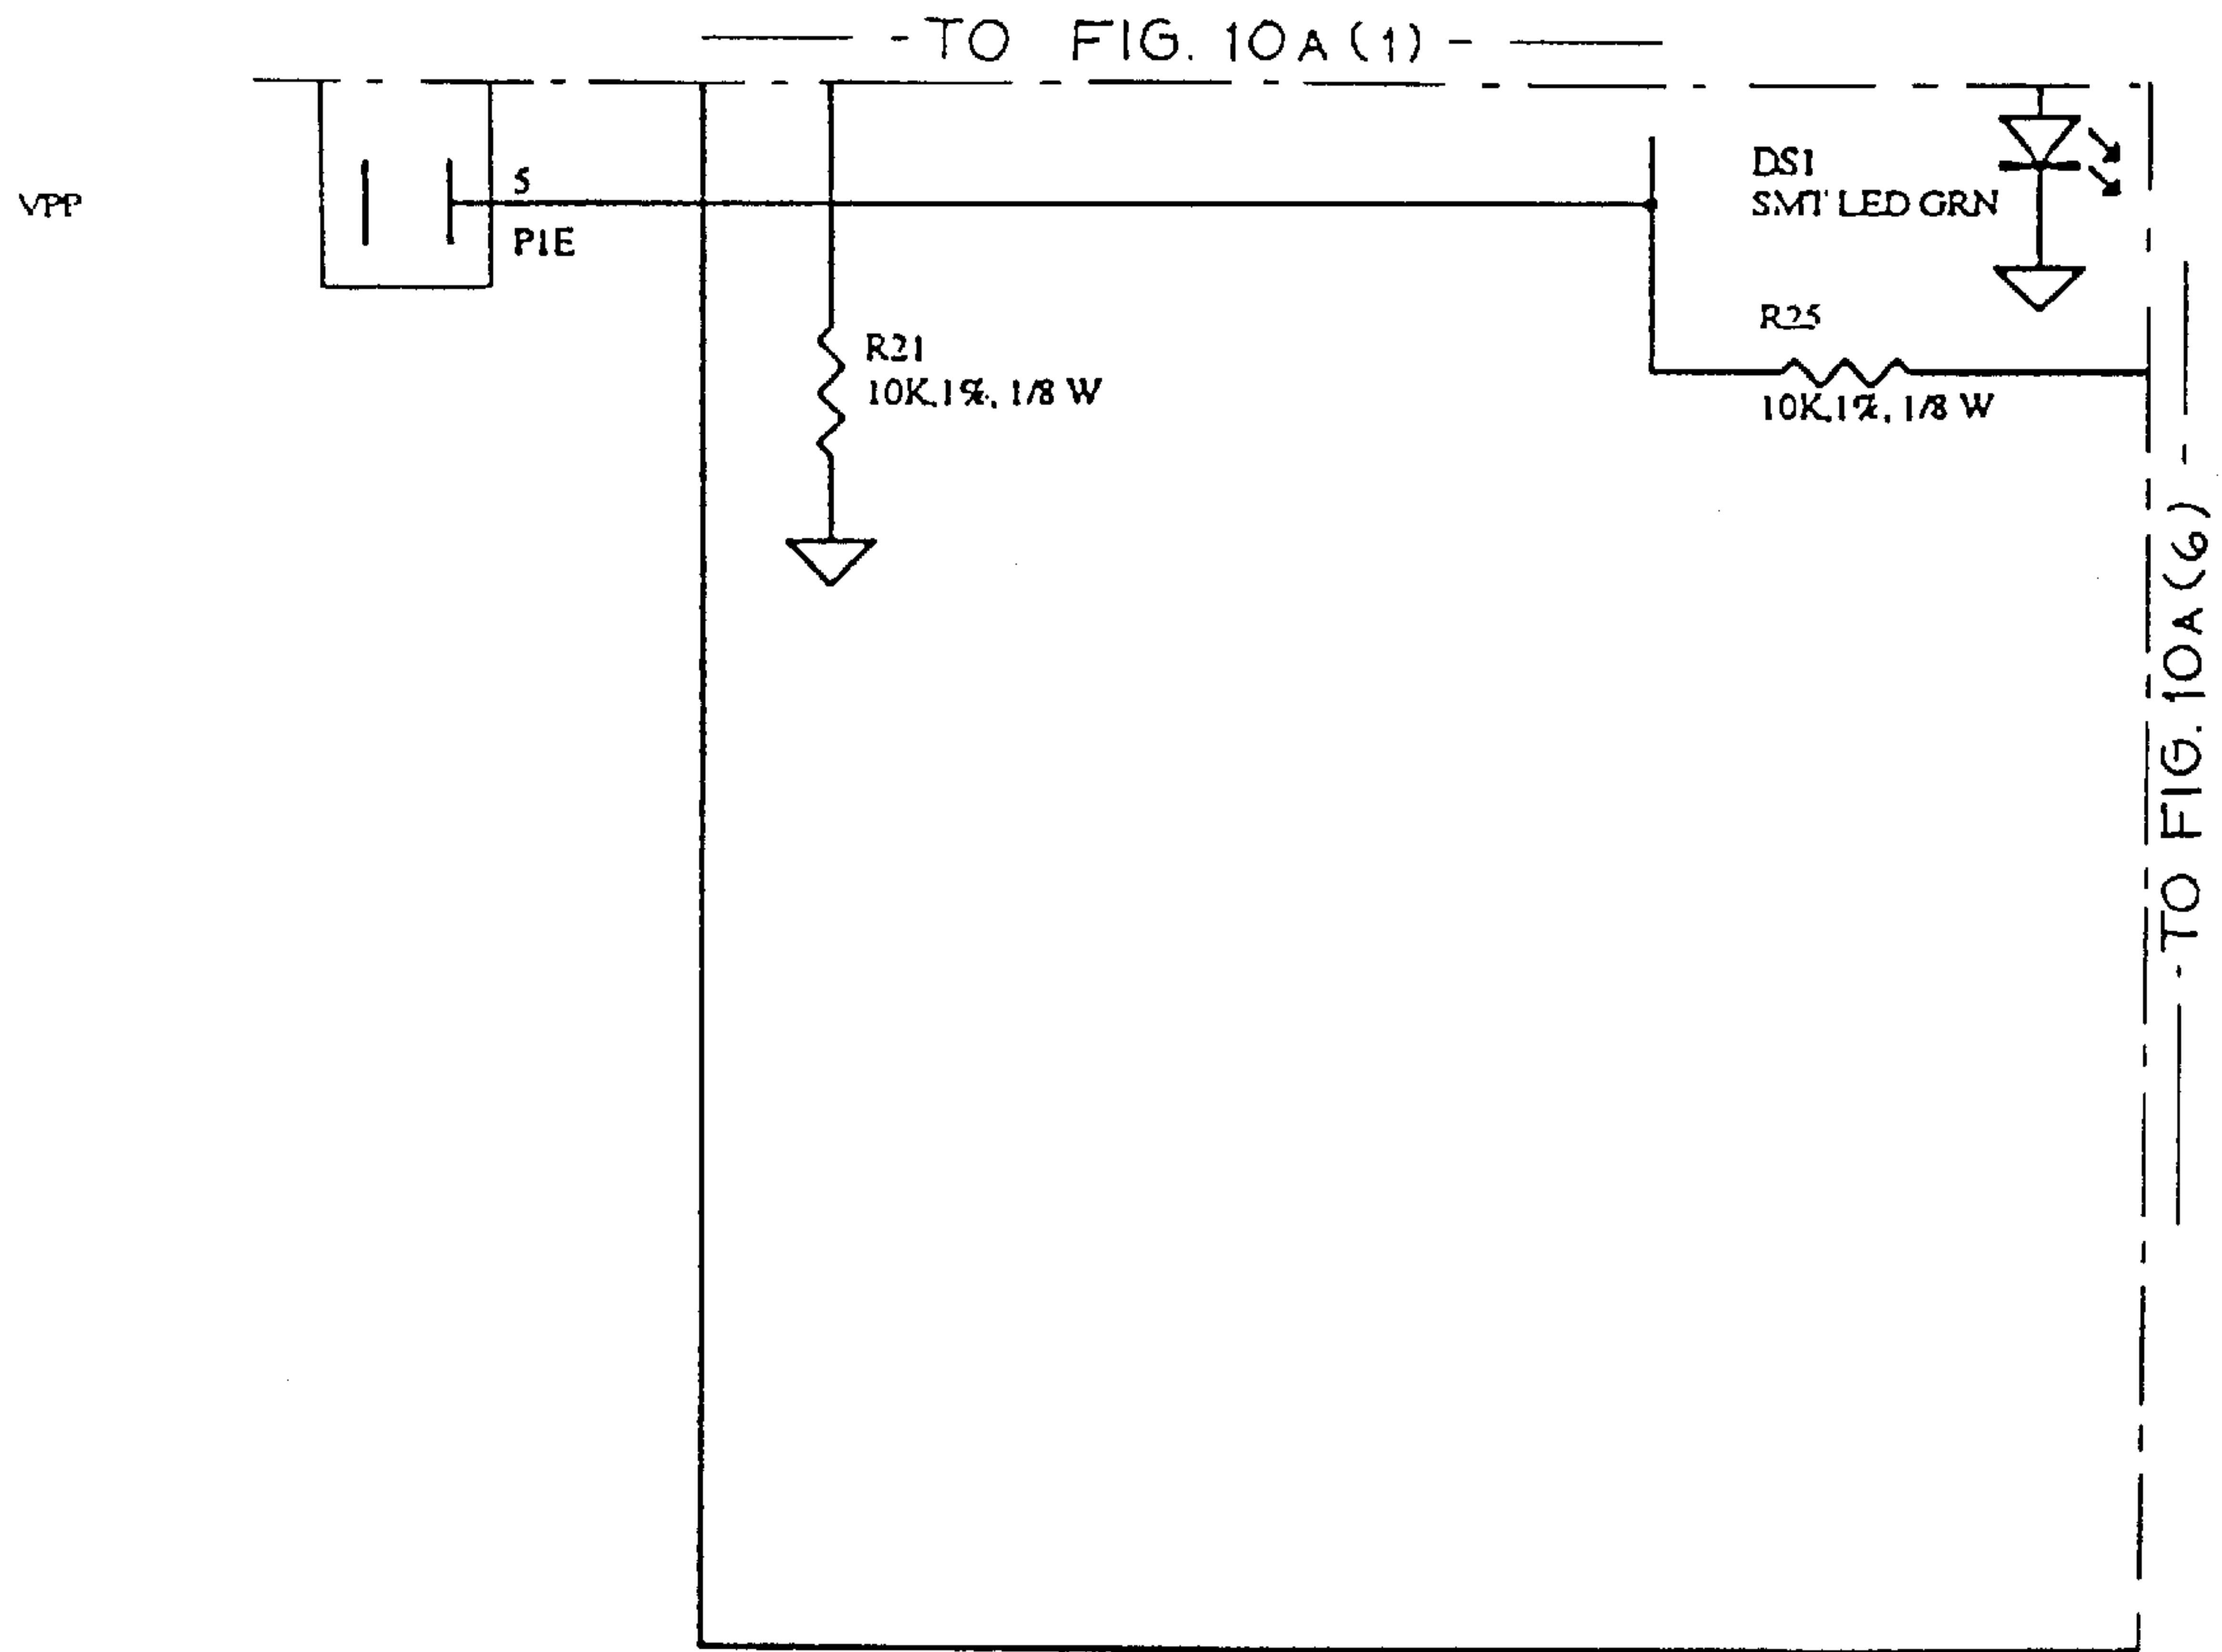 TO FIG. 10A(1)
VPP
5
P1E
DS1
SMT LED GRN
R21
10K,1%, 1/8 W
R25
10K,1%, 1/8 W
TO FIG. 10A(6)